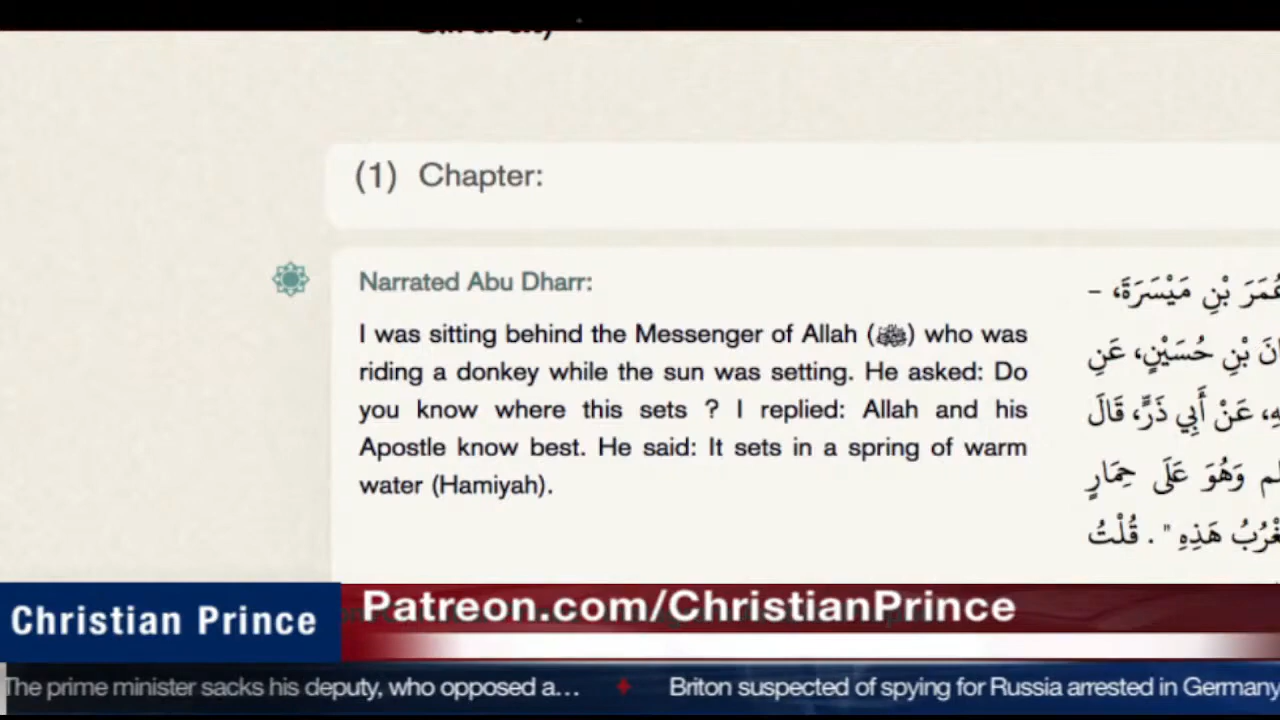 (1) Chapter:
Narrated Abu Dharr:
I was sitting behind the Messenger of Allah (ﷺ) who was
riding a donkey while the sun was setting. He asked: Do
you know where this sets ? I replied: Allah and his
Apostle know best. He said: It sets in a spring of warm
water (Hamiyah).
عُمَرَ بْنِ مَيْسَرَةَ، -
بْنِ حُسَيْنٍ، عَنِ
عَنْ أَبِي ذَرٍّ، قَالَ
وَهُوَ عَلَى حِمَارٍ
هَذِهِ " . قُلْتُ
Christian Prince
Patreon.com/ChristianPrince
The prime minister sacks his deputy, who opposed a... Briton suspected of spying for Russia arrested in Germany